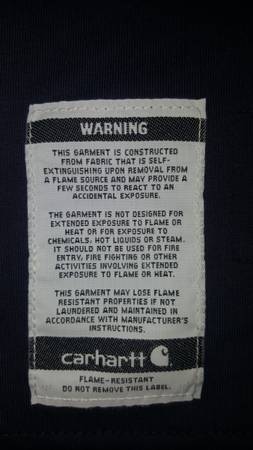 WARNING
THIS GARMENT IS CONSTRUCTED
FROM FABRIC THAT IS SELF-
EXTINGUISHING UPON REMOVAL FROM
A FLAME SOURCE AND MAY PROVIDE A
FEW SECONDS TO REACT TO AN
ACCIDENTAL EXPOSURE.
THE GARMENT IS NOT DESIGNED FOR
EXTENDED EXPOSURE TO FLAME OR
HEAT OR FOR EXPOSURE TO
CHEMICALS, HOT LIQUIDS OR STEAM.
IT SHOULD NOT BE USED FOR FIRE
ENTRY, FIRE FIGHTING OR OTHER
ACTIVITIES INVOLVING EXTENDED
EXPOSURE TO FLAME OR HEAT.
THIS GARMENT MAY LOSE FLAME
RESISTANT PROPERTIES IF NOT
LAUNDERED AND MAINTAINED IN
ACCORDANCE WITH MANUFACTURER'S
INSTRUCTIONS.
carhartt
FLAME-RESISTANT
DO NOT REMOVE THIS LABEL.